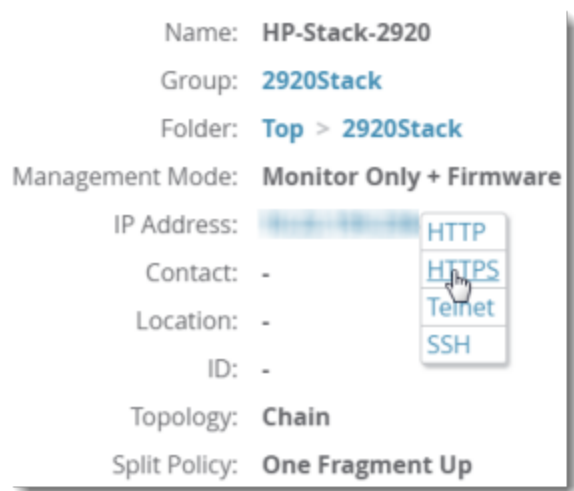 Name: HP-Stack-2920
Group: 2920Stack
Folder: Top > 2920Stack
Management Mode: Monitor Only + Firmware
IP Address:
HTTP
Contact: -
HTTPS
Telnet
Location: -
SSH
ID: -
Topology: Chain
Split Policy: One Fragment Up